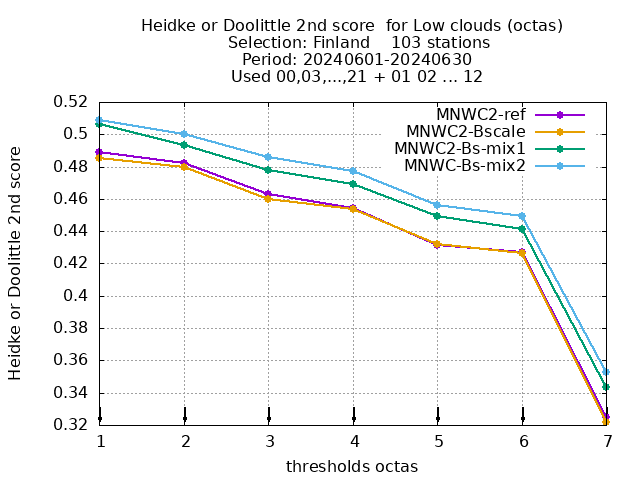 Heidke or Doolittle 2nd score  for Low clouds (octas)
Selection: Finland    103 stations
Period: 20240601-20240630
Used 00,03,...,21 + 01 02 ... 12
Heidke or Doolittle 2nd score
MNWC2-ref
MNWC2-Bscale
MNWC2-Bs-mix1
MNWC-Bs-mix2
0.52
0.5
0.48
0.46
0.44
0.42
0.4
0.38
0.36
0.34
0.32
1 2 3 4 5 6 7
thresholds octas